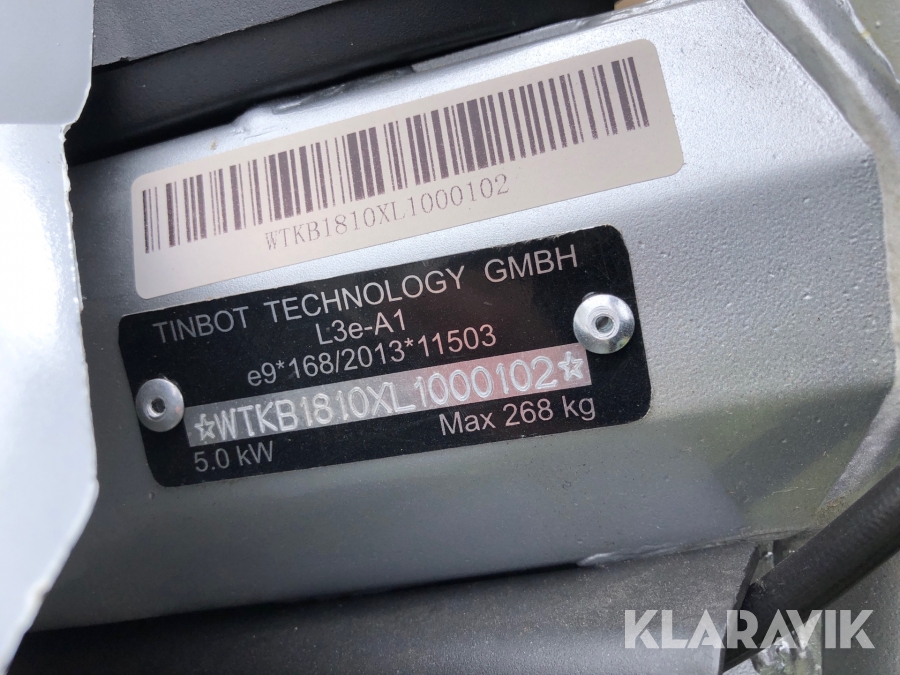 WTKB1810XL1000102
TINBOT TECHNOLOGY GMBH
L3e-A1
e9*168/2013*11503
☆WTKB1810XL1000102☆
5.0 kW Max 268 kg
KLARAVIK